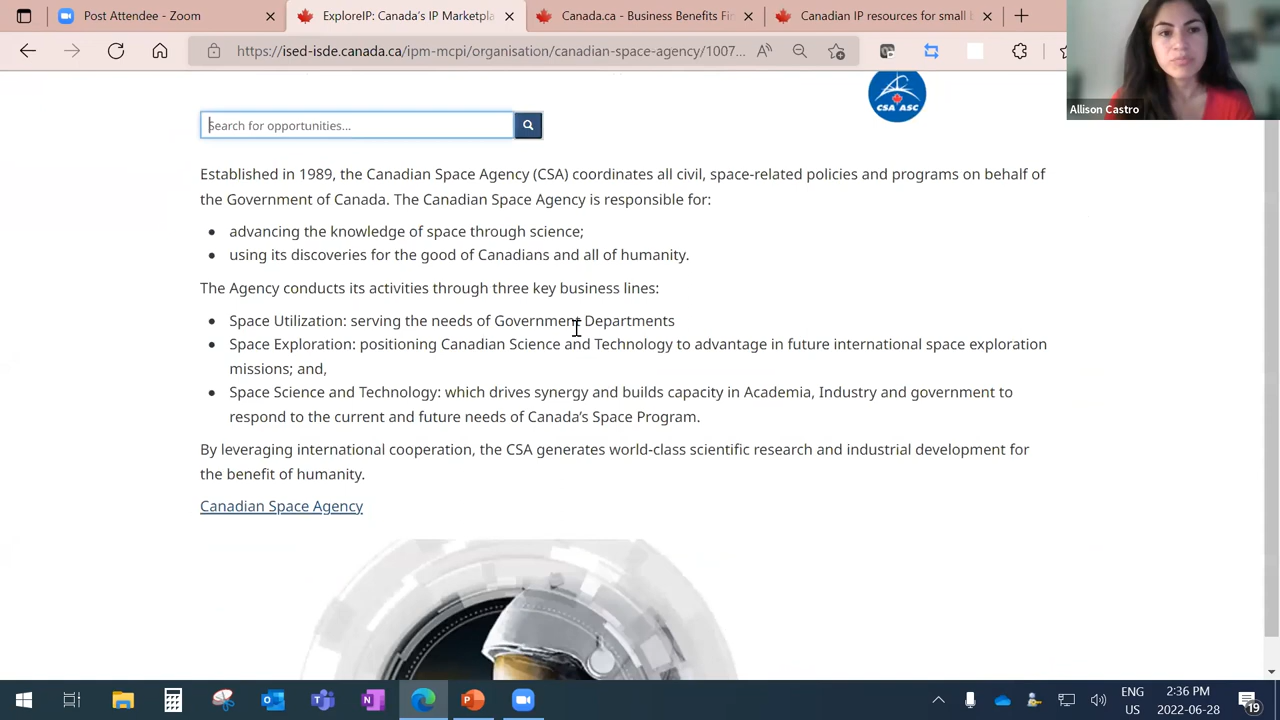 Post Attendee - Zoom
ExploreIP: Canada's IP Marketpla
Canada.ca - Business Benefits Fin
Canadian IP resources for small b
https://ised-isde.canada.ca/ipm-mcpi/organisation/canadian-space-agency/1007...
Allison Castro
CSA ASC
Search for opportunities...
Established in 1989, the Canadian Space Agency (CSA) coordinates all civil, space-related policies and programs on behalf of
the Government of Canada. The Canadian Space Agency is responsible for:
• advancing the knowledge of space through science;
• using its discoveries for the good of Canadians and all of humanity.
The Agency conducts its activities through three key business lines:
• Space Utilization: serving the needs of Government Departments
• Space Exploration: positioning Canadian Science and Technology to advantage in future international space exploration
missions; and,
• Space Science and Technology: which drives synergy and builds capacity in Academia, Industry and government to
respond to the current and future needs of Canada's Space Program.
By leveraging international cooperation, the CSA generates world-class scientific research and industrial development for
the benefit of humanity.
Canadian Space Agency
ENG
US
2:36 PM
2022-06-28
19